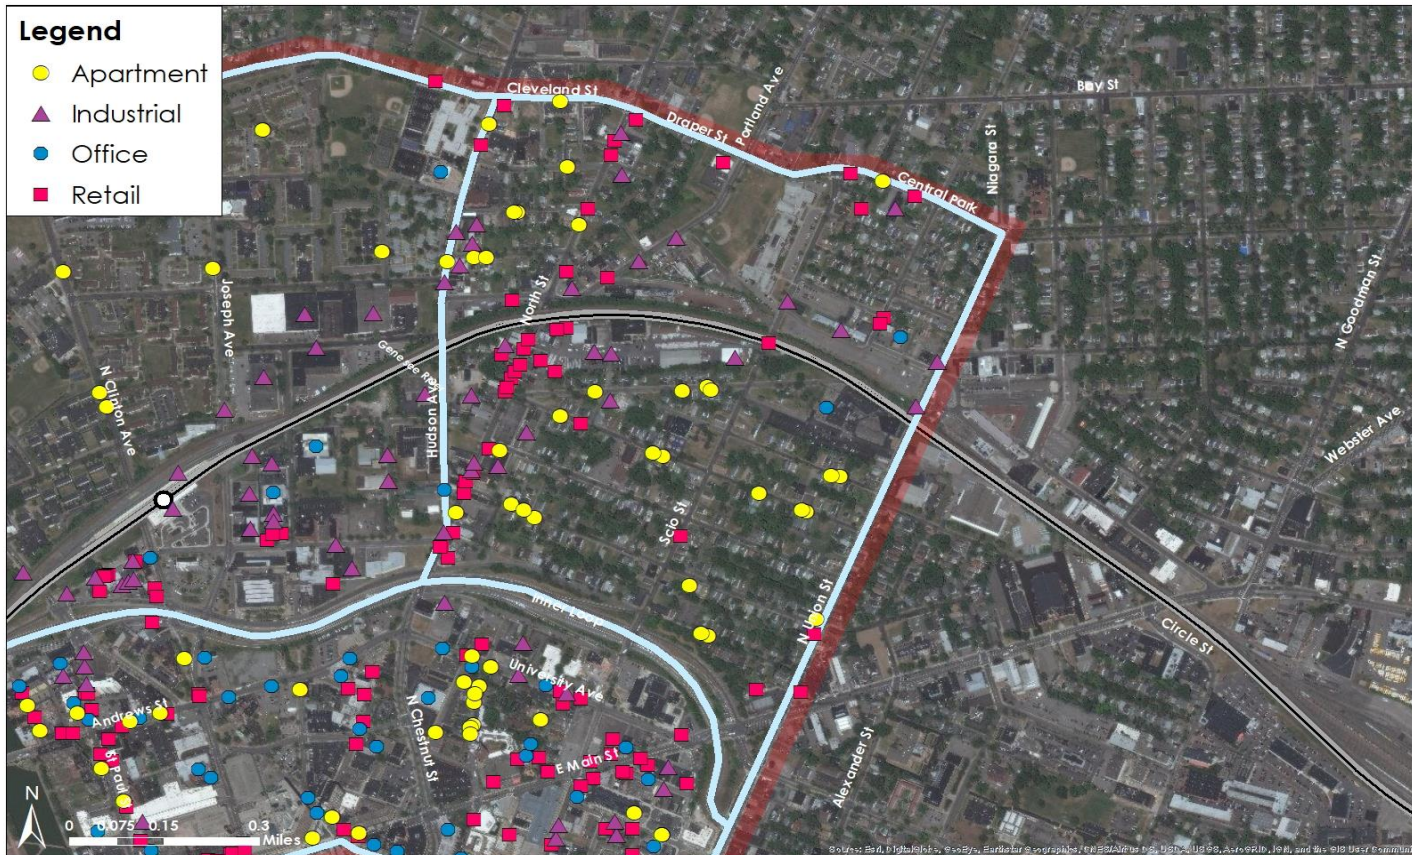 Legend
Apartment
Industrial
Office
Retail
Cleveland St
Draper St
Portland Ave
Bay St
Niagara St
Central Park
N Goodman St
Joseph Ave
North St
N Clinton Ave
Hudson Ave
Webster Ave
Scio St
Inner Loop
N Union St
Circle St
University Ave
Andrews St
N Chestnut St
E Main St
St Paul
Alexander St
N
0 0.075 0.15 0.3
Miles